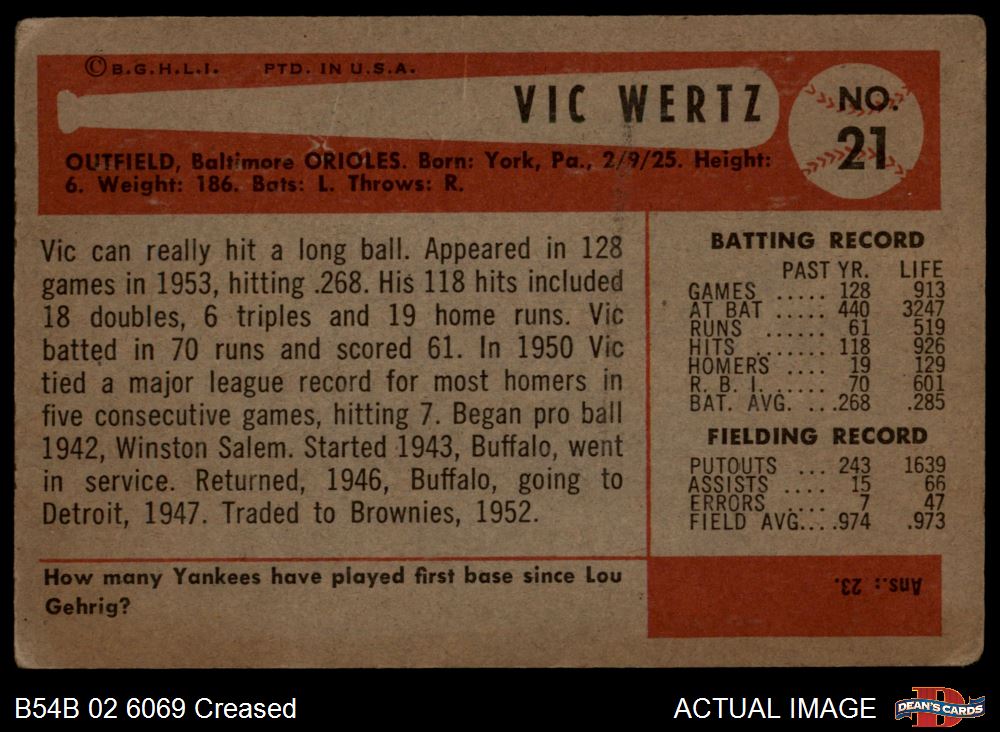 © B.G.H.L.I. PTD. IN U.S.A.
VIC WERTZ
NO.
21
OUTFIELD, Baltimore ORIOLES. Born: York, Pa., 2/9/25. Height:
6. Weight: 186. Bats: L. Throws: R.
Vic can really hit a long ball. Appeared in 128
games in 1953, hitting .268. His 118 hits included
18 doubles, 6 triples and 19 home runs. Vic
batted in 70 runs and scored 61. In 1950 Vic
tied a major league record for most homers in
five consecutive games, hitting 7. Began pro ball
1942, Winston Salem. Started 1943, Buffalo, went
in service. Returned, 1946, Buffalo, going to
Detroit, 1947. Traded to Brownies, 1952.
BATTING RECORD
PAST YR. LIFE
GAMES ..... 128 913
AT BAT ..... 440 3247
RUNS ...... 61 519
HITS ....... 118 926
HOMERS .... 19 129
R. B. I. ..... 70 601
BAT. AVG. ...268 .285
FIELDING RECORD
PUTOUTS ... 243 1639
ASSISTS .... 15 66
ERRORS .... 7 47
FIELD AVG....974 .973
How many Yankees have played first base since Lou
Gehrig?
Ans.: 23.
B54B 02 6069 Creased
ACTUAL IMAGE
DEAN'S CARDS